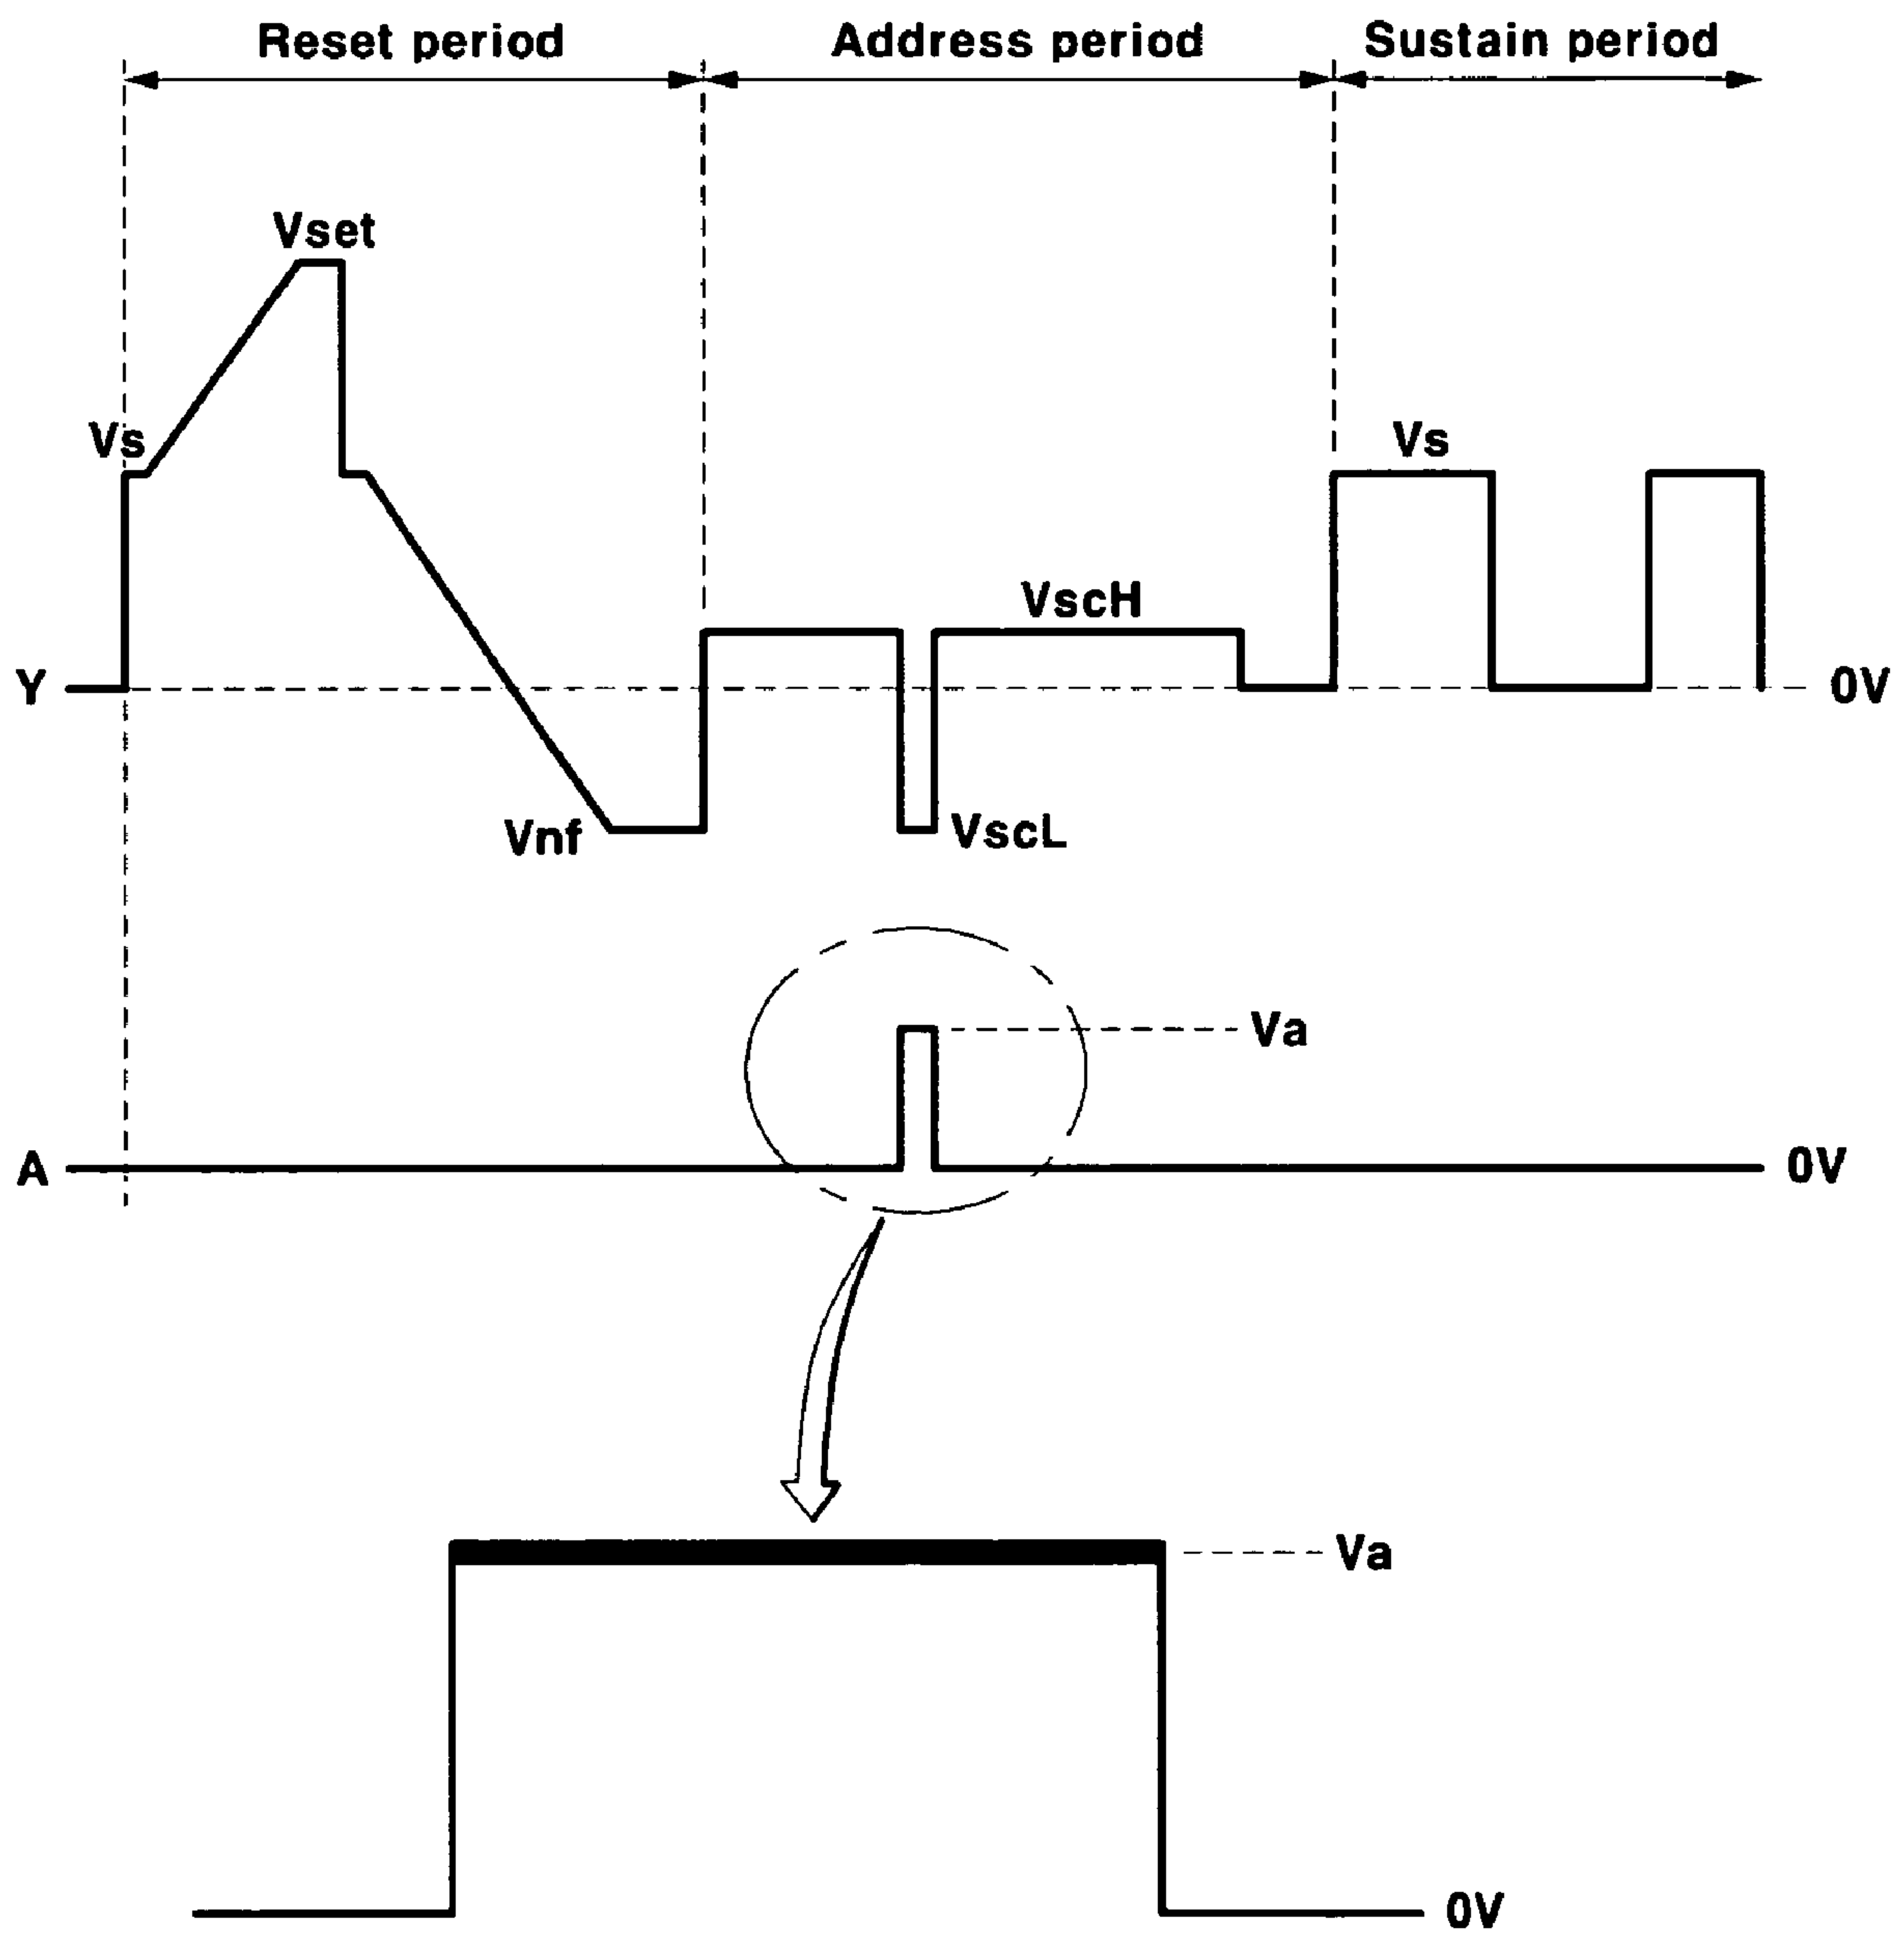 Reset period
Address period
Sustain period
Vset
Vs
Vs
VscH
Y
0V
Vnf
VscL
Va
A
0V
Va
0V